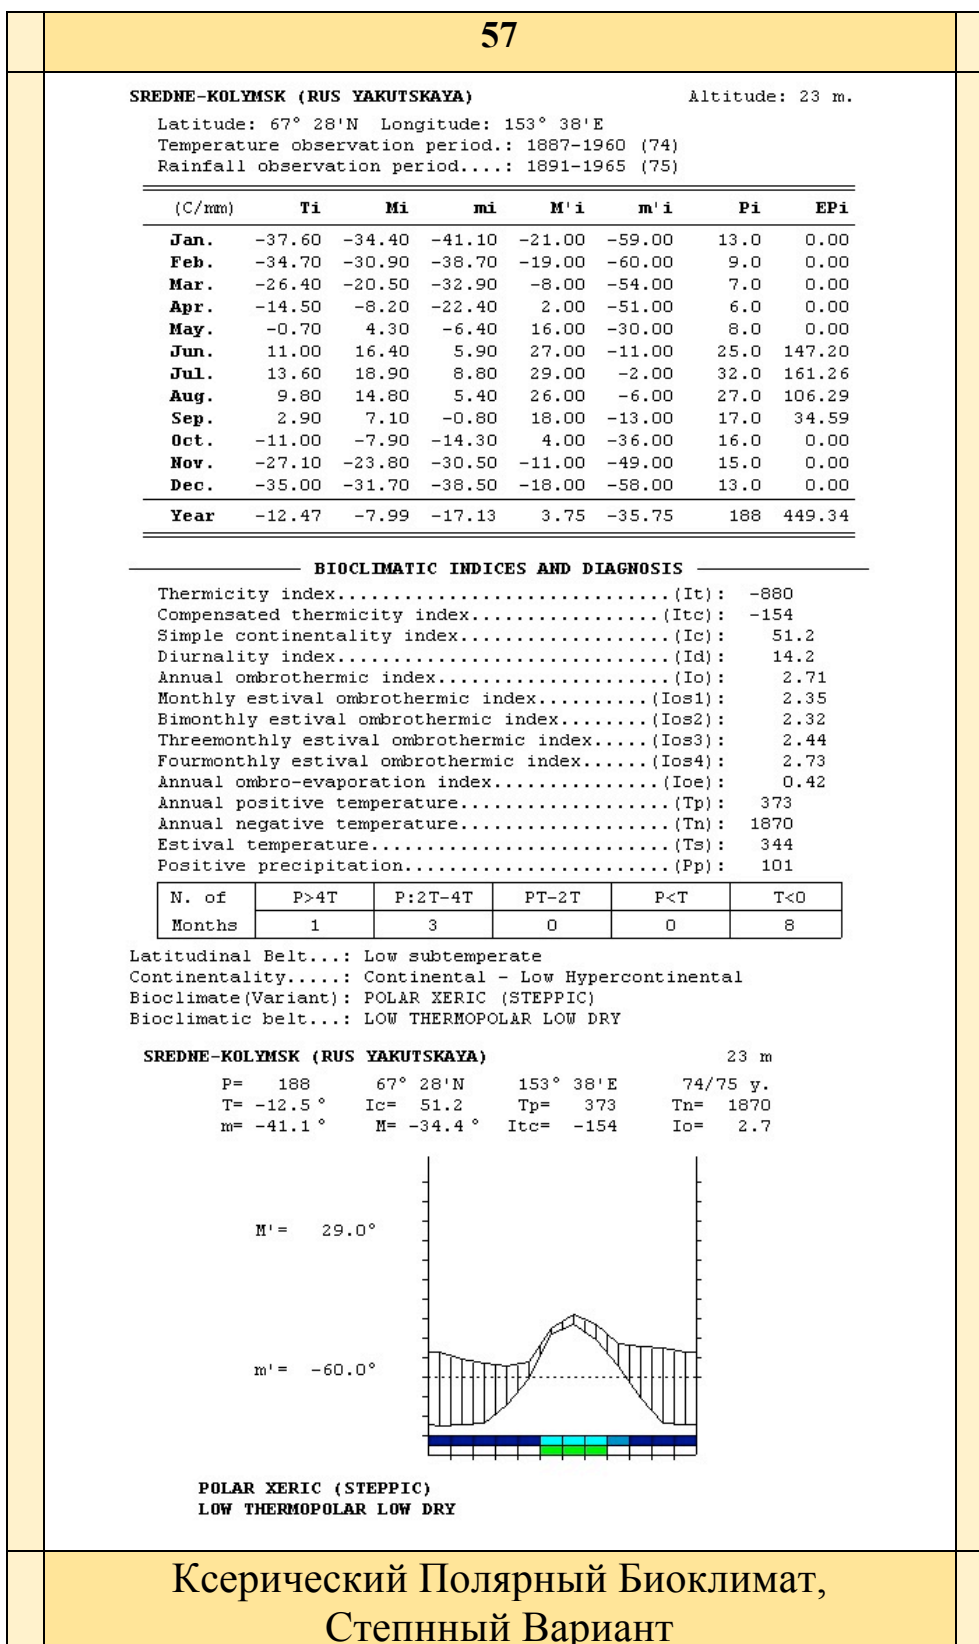 57
SREDNE-KOLYMSK (RUS YAKUTSKAYA) Altitude: 23 m.
Latitude: 67° 28'N Longitude: 153° 38'E
Temperature observation period.: 1887-1960 (74)
Rainfall observation period....: 1891-1965 (75)
(C/mm) Ti Mi mi M'i m'i Pi EPi
Jan. -37.60 -34.40 -41.10 -21.00 -59.00 13.0 0.00
Feb. -34.70 -30.90 -38.70 -19.00 -60.00 9.0 0.00
Mar. -26.40 -20.50 -32.90 -8.00 -54.00 7.0 0.00
Apr. -14.50 -8.20 -22.40 2.00 -51.00 6.0 0.00
May. -0.70 4.30 -6.40 16.00 -30.00 8.0 0.00
Jun. 11.00 16.40 5.90 27.00 -11.00 25.0 147.20
Jul. 13.60 18.90 8.80 29.00 -2.00 32.0 161.26
Aug. 9.80 14.80 5.40 26.00 -6.00 27.0 106.29
Sep. 2.90 7.10 -0.80 18.00 -13.00 17.0 34.59
Oct. -11.00 -7.90 -14.30 4.00 -36.00 16.0 0.00
Nov. -27.10 -23.80 -30.50 -11.00 -49.00 15.0 0.00
Dec. -35.00 -31.70 -38.50 -18.00 -58.00 13.0 0.00
Year -12.47 -7.99 -17.13 3.75 -35.75 188 449.34
BIOCLIMATIC INDICES AND DIAGNOSIS
Thermicity index..............................(It): -880
Compensated thermicity index.................(Itc): -154
Simple continentality index...................(Ic): 51.2
Diurnality index..............................(Id): 14.2
Annual ombrothermic index.....................(Io): 2.71
Monthly estival ombrothermic index..........(Ios1): 2.35
Bimonthly estival ombrothermic index........(Ios2): 2.32
Threemonthly estival ombrothermic index.....(Ios3): 2.44
Fourmonthly estival ombrothermic index......(Ios4): 2.73
Annual ombro-evaporation index...............(Ioe): 0.42
Annual positive temperature...................(Tp): 373
Annual negative temperature...................(Tn): 1870
Estival temperature...........................(Ts): 344
Positive precipitation........................(Pp): 101
N. of P>4T P:2T-4T PT-2T P<T T<0
Months 1 3 0 0 8
Latitudinal Belt...: Low subtemperate
Continentality.....: Continental - Low Hypercontinental
Bioclimate(Variant): POLAR XERIC (STEPPIC)
Bioclimatic belt...: LOW THERMOPOLAR LOW DRY
SREDNE-KOLYMSK (RUS YAKUTSKAYA) 23 m
P= 188 67° 28'N 153° 38'E 74/75 y.
T= -12.5 ° Ic= 51.2 Tp= 373 Tn= 1870
m= -41.1 ° M= -34.4 ° Itc= -154 Io= 2.7
M'= 29.0°
m'= -60.0°
POLAR XERIC (STEPPIC)
LOW THERMOPOLAR LOW DRY
Ксерический Полярный Биоклимат,
Степнный Вариант